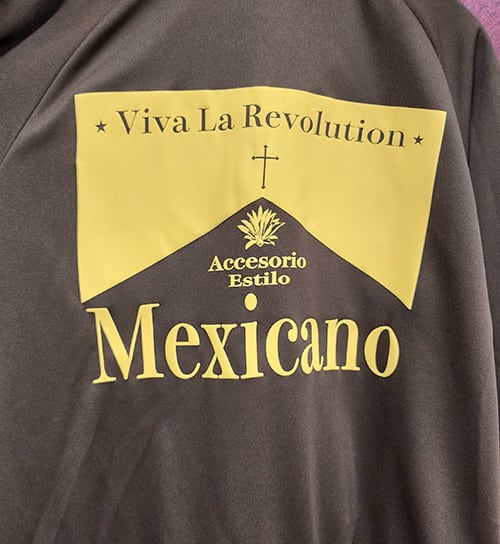 ★ Viva La Revolution ★
Accesorio
Estilo
Mexicano